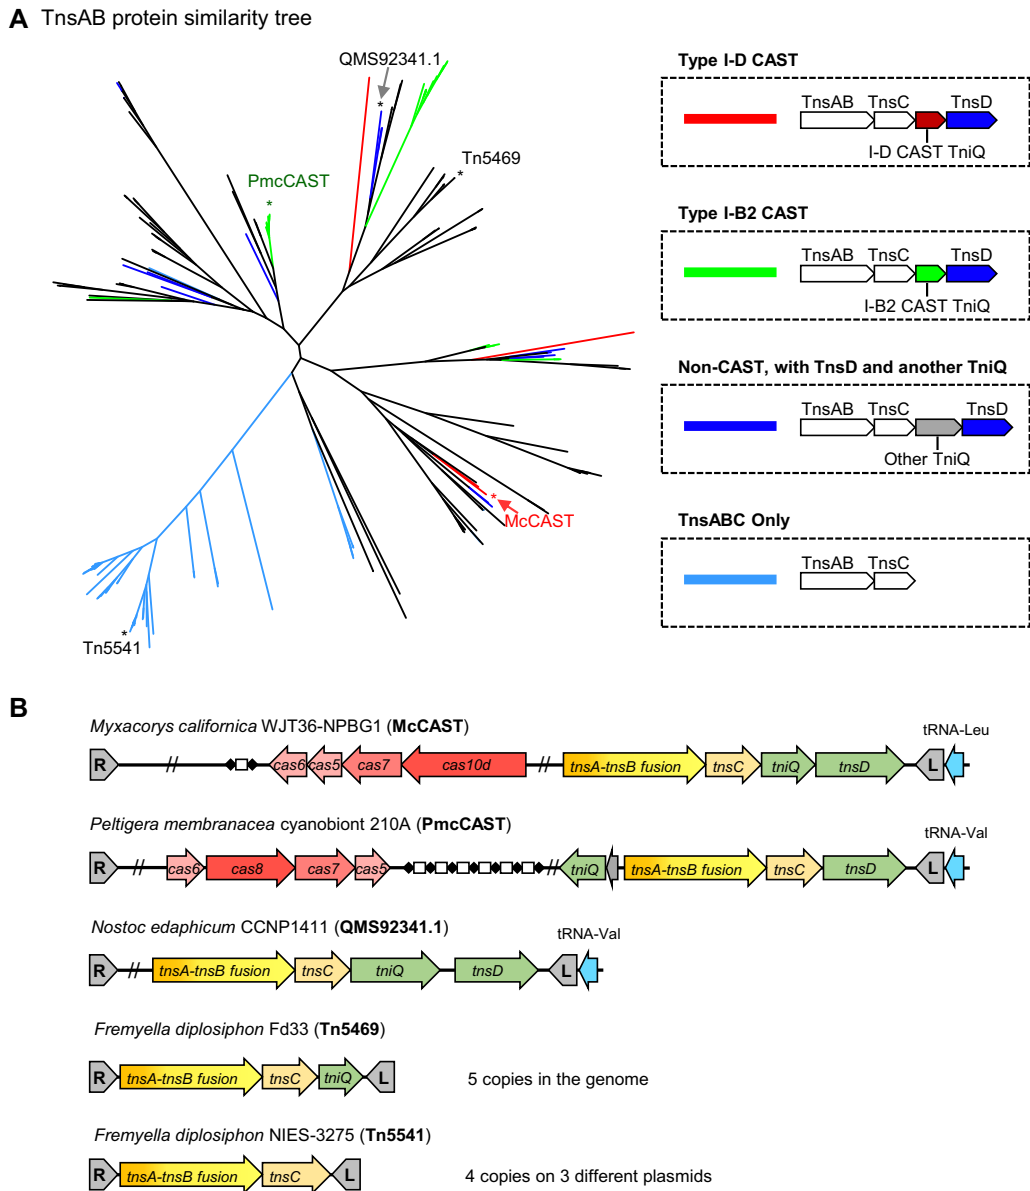 A TnsAB protein similarity tree
QMS92341.1
*
Tn5469
*
PmcCAST
*
*
McCAST
*
Tn5541
Type I-D CAST
TnsAB TnsC TnsD
I-D CAST TniQ
Type I-B2 CAST
TnsAB TnsC TnsD
I-B2 CAST TniQ
Non-CAST, with TnsD and another TniQ
TnsAB TnsC TnsD
Other TniQ
TnsABC Only
TnsAB TnsC
B
Myxacorys californica WJT36-NPBG1 (McCAST)
tRNA-Leu
R // cas6 cas5 cas7 cas10d // tnsA-tnsB fusion tnsC tniQ tnsD L
Peltigera membranacea cyanobiont 210A (PmcCAST)
tRNA-Val
R // cas6 cas8 cas7 cas5 tniQ tnsA-tnsB fusion tnsC tnsD L
Nostoc edaphicum CCNP1411 (QMS92341.1)
tRNA-Val
R // tnsA-tnsB fusion tnsC tniQ tnsD L
Fremyella diplosiphon Fd33 (Tn5469)
R tnsA-tnsB fusion tnsC tniQ L 5 copies in the genome
Fremyella diplosiphon NIES-3275 (Tn5541)
R tnsA-tnsB fusion tnsC L 4 copies on 3 different plasmids